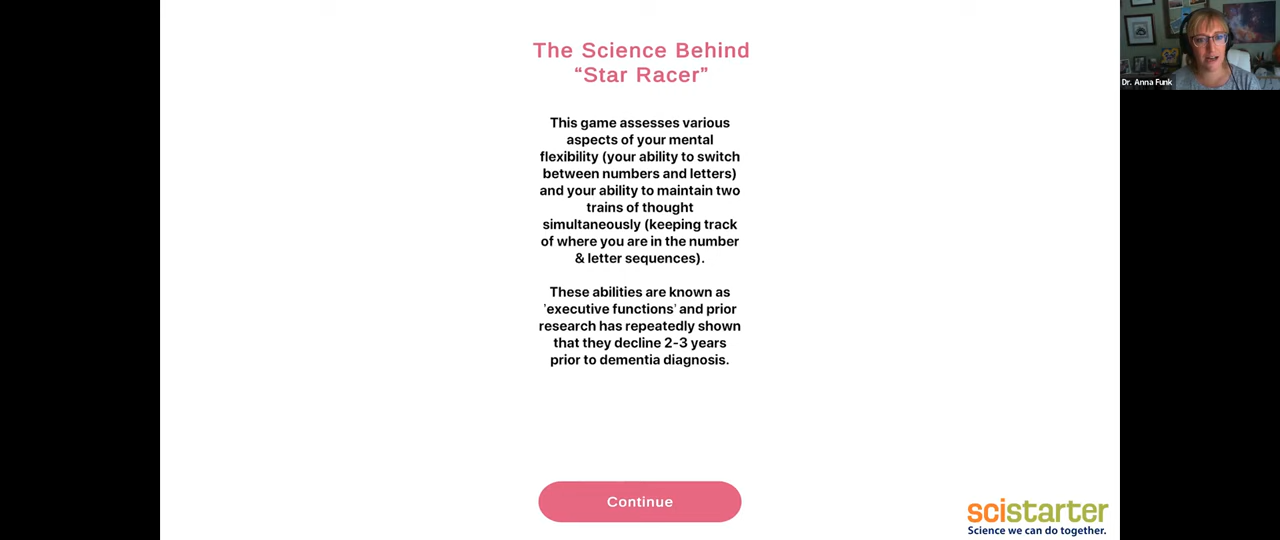 The Science Behind
“Star Racer”
This game assesses various
aspects of your mental
flexibility (your ability to switch
between numbers and letters)
and your ability to maintain two
trains of thought
simultaneously (keeping track
of where you are in the number
& letter sequences).
These abilities are known as
'executive functions' and prior
research has repeatedly shown
that they decline 2-3 years
prior to dementia diagnosis.
Continue
scistarter
Science we can do together.
Dr. Anna Funk